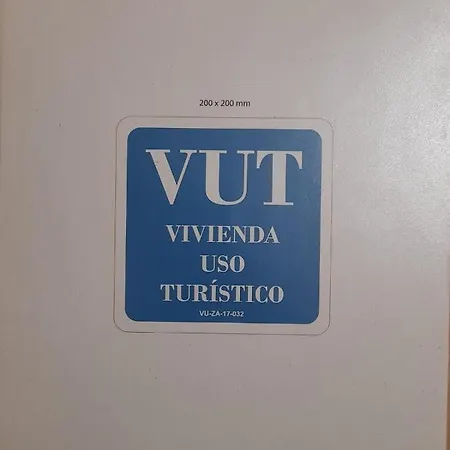 200 x 200 mm
VUT
VIVIENDA
USO
TURÍSTICO
VU-ZA-17-032